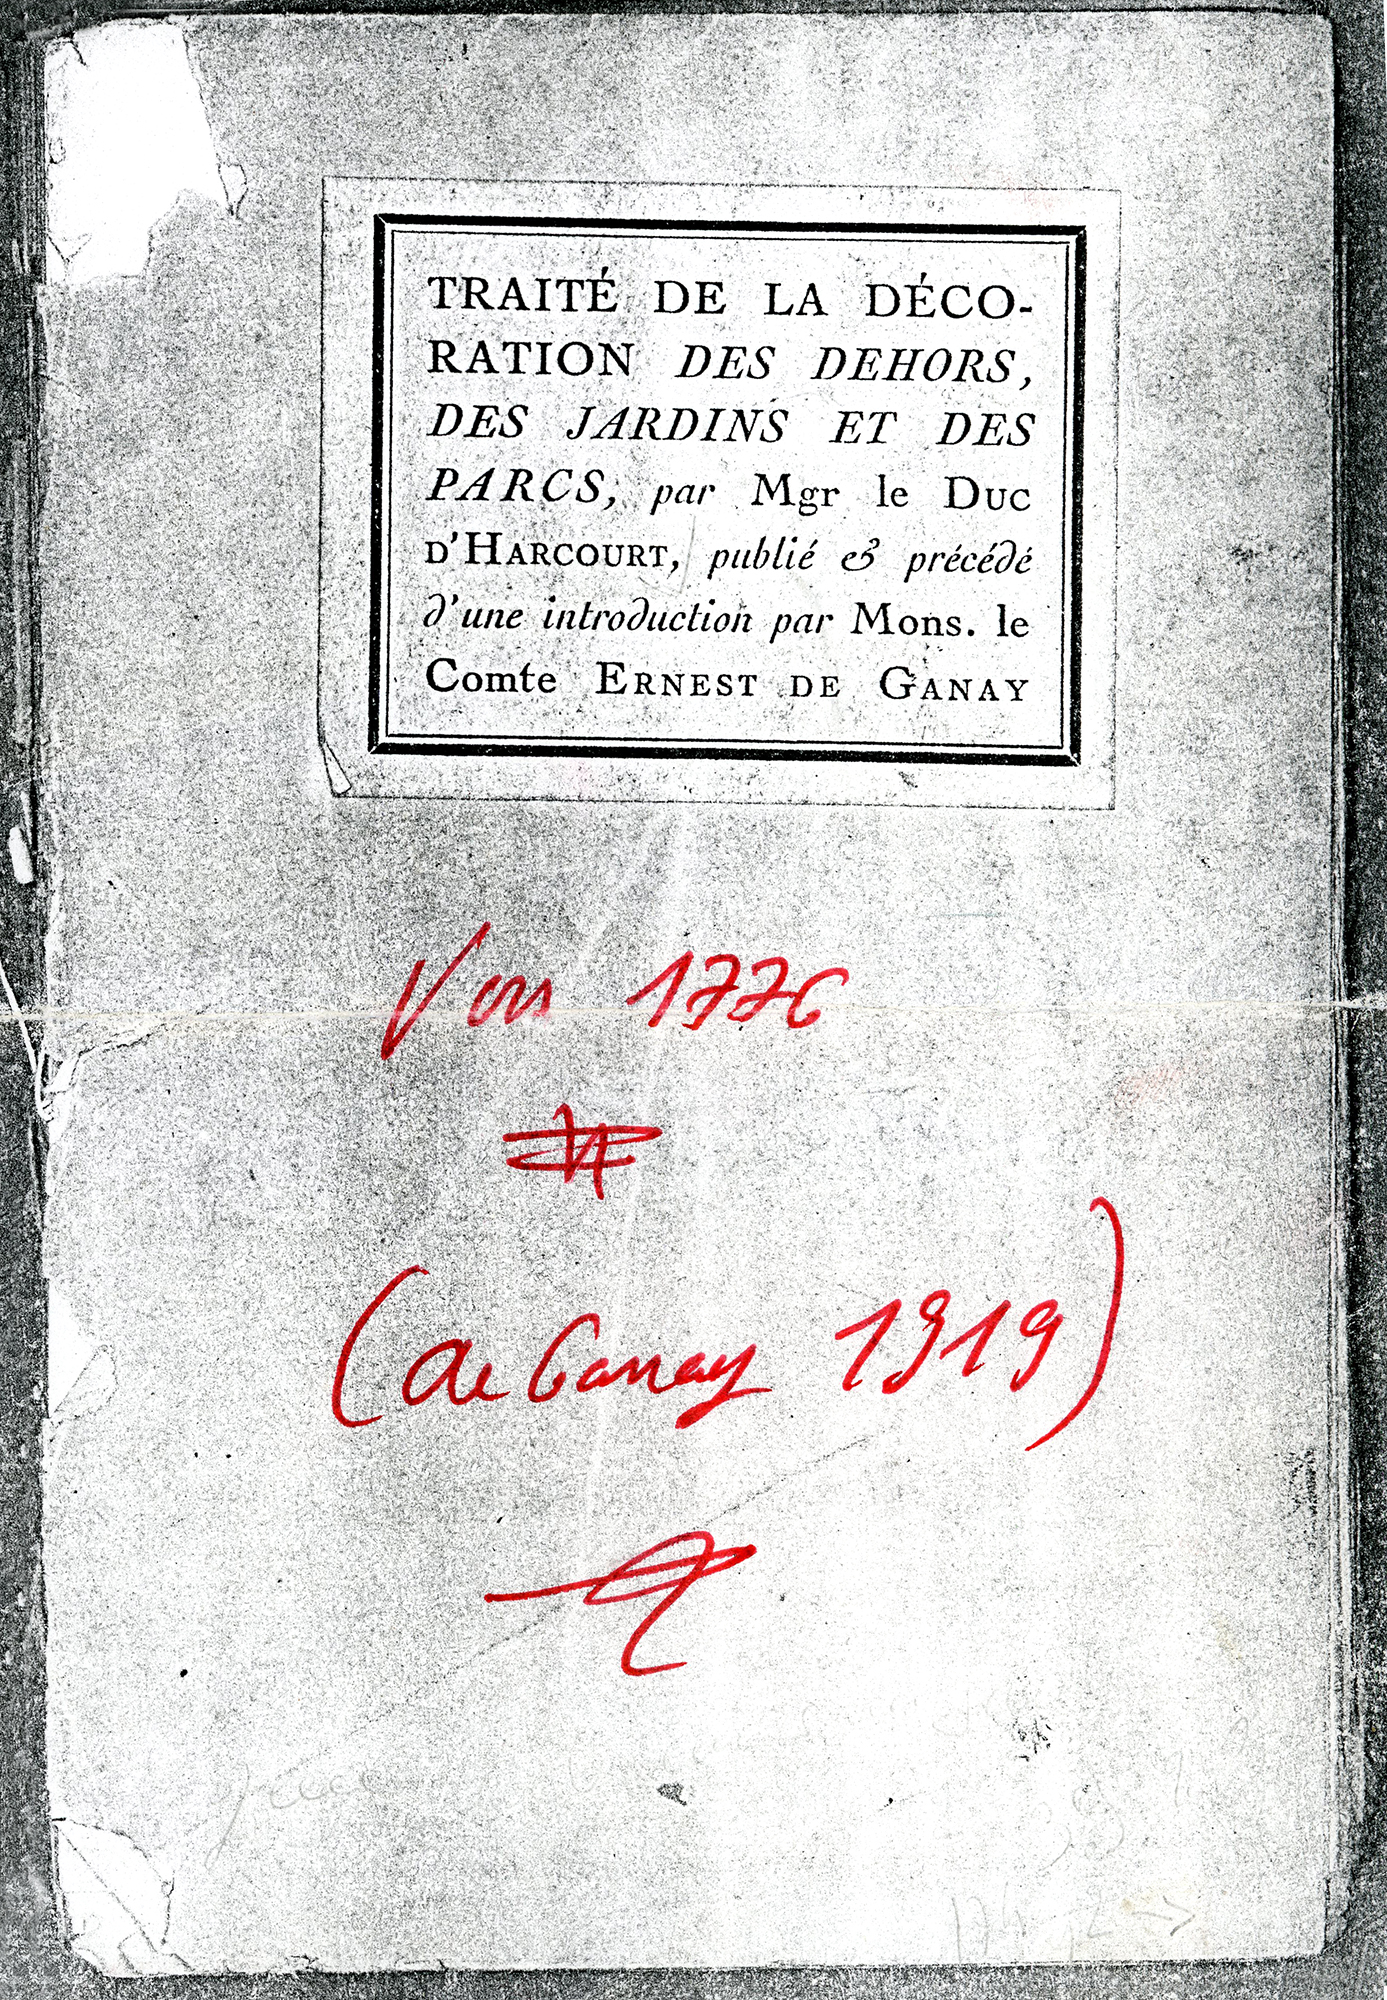 TRAITÉ DE LA DÉCO-
RATION DES DEHORS,
DES JARDINS ET DES
PARCS, par Mgr le Duc
D'HARCOURT, publié & précédé
d'une introduction par Mons. le
Comte ERNEST DE GANAY
Vers 1776
(de Ganay 1919)